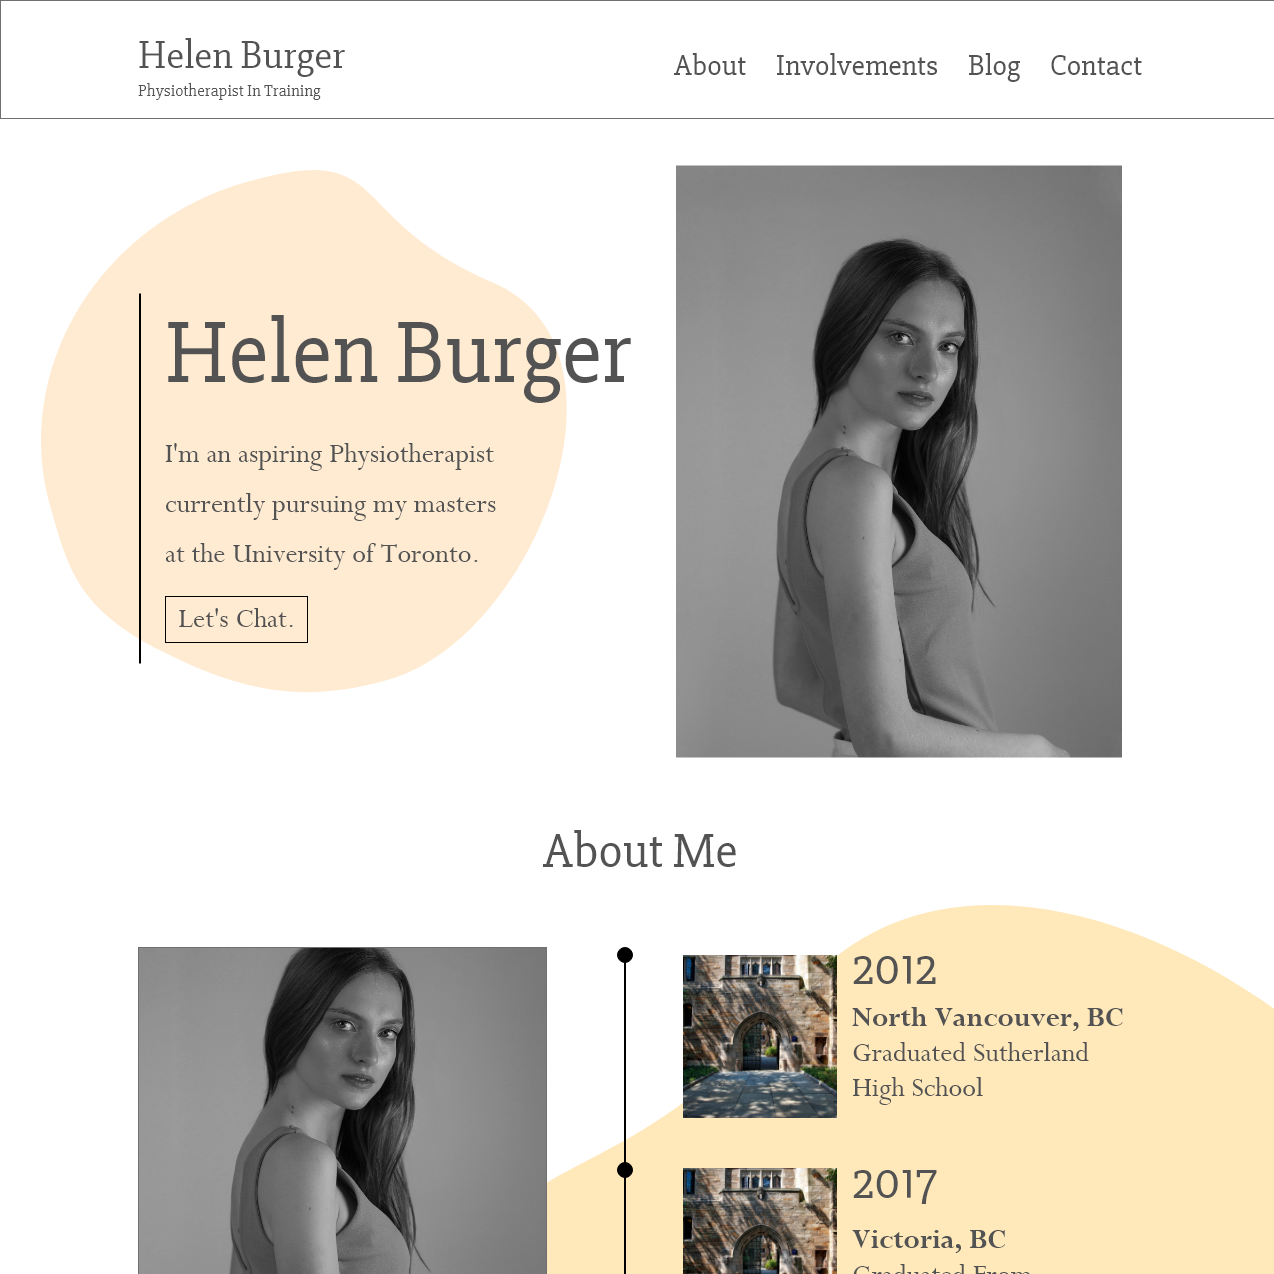 Helen Burger
Physiotherapist In Training
About Involvements Blog Contact
Helen Burger
I'm an aspiring Physiotherapist
currently pursuing my masters
at the University of Toronto.
Let's Chat.
About Me
2012
North Vancouver, BC
Graduated Sutherland
High School
2017
Victoria, BC
Graduated From